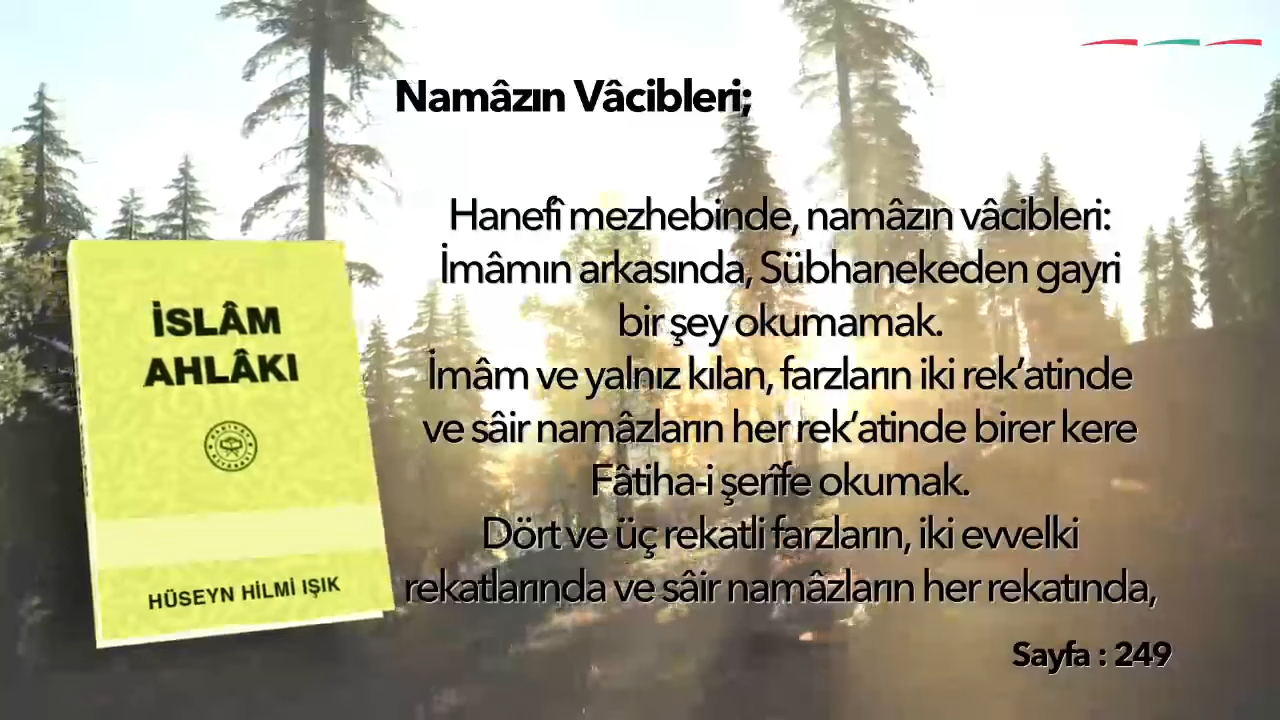 Namâzın Vâcibleri;
Hanefî mezhebinde, namâzın vâcibleri:
İmâmın arkasında, Sübhanekeden gayri
bir şey okumamak.
İmâm ve yalnız kılan, farzların iki rek’atinde
ve sâir namâzların her rek’atinde birer kere
Fâtiha-i şerîfe okumak.
Dört ve üç rekatli farzların, iki evvelki
rekatlarında ve sâir namâzların her rekatında,
Sayfa : 249
İSLÂM
AHLÂKI
HÜSEYN HİLMİ IŞIK